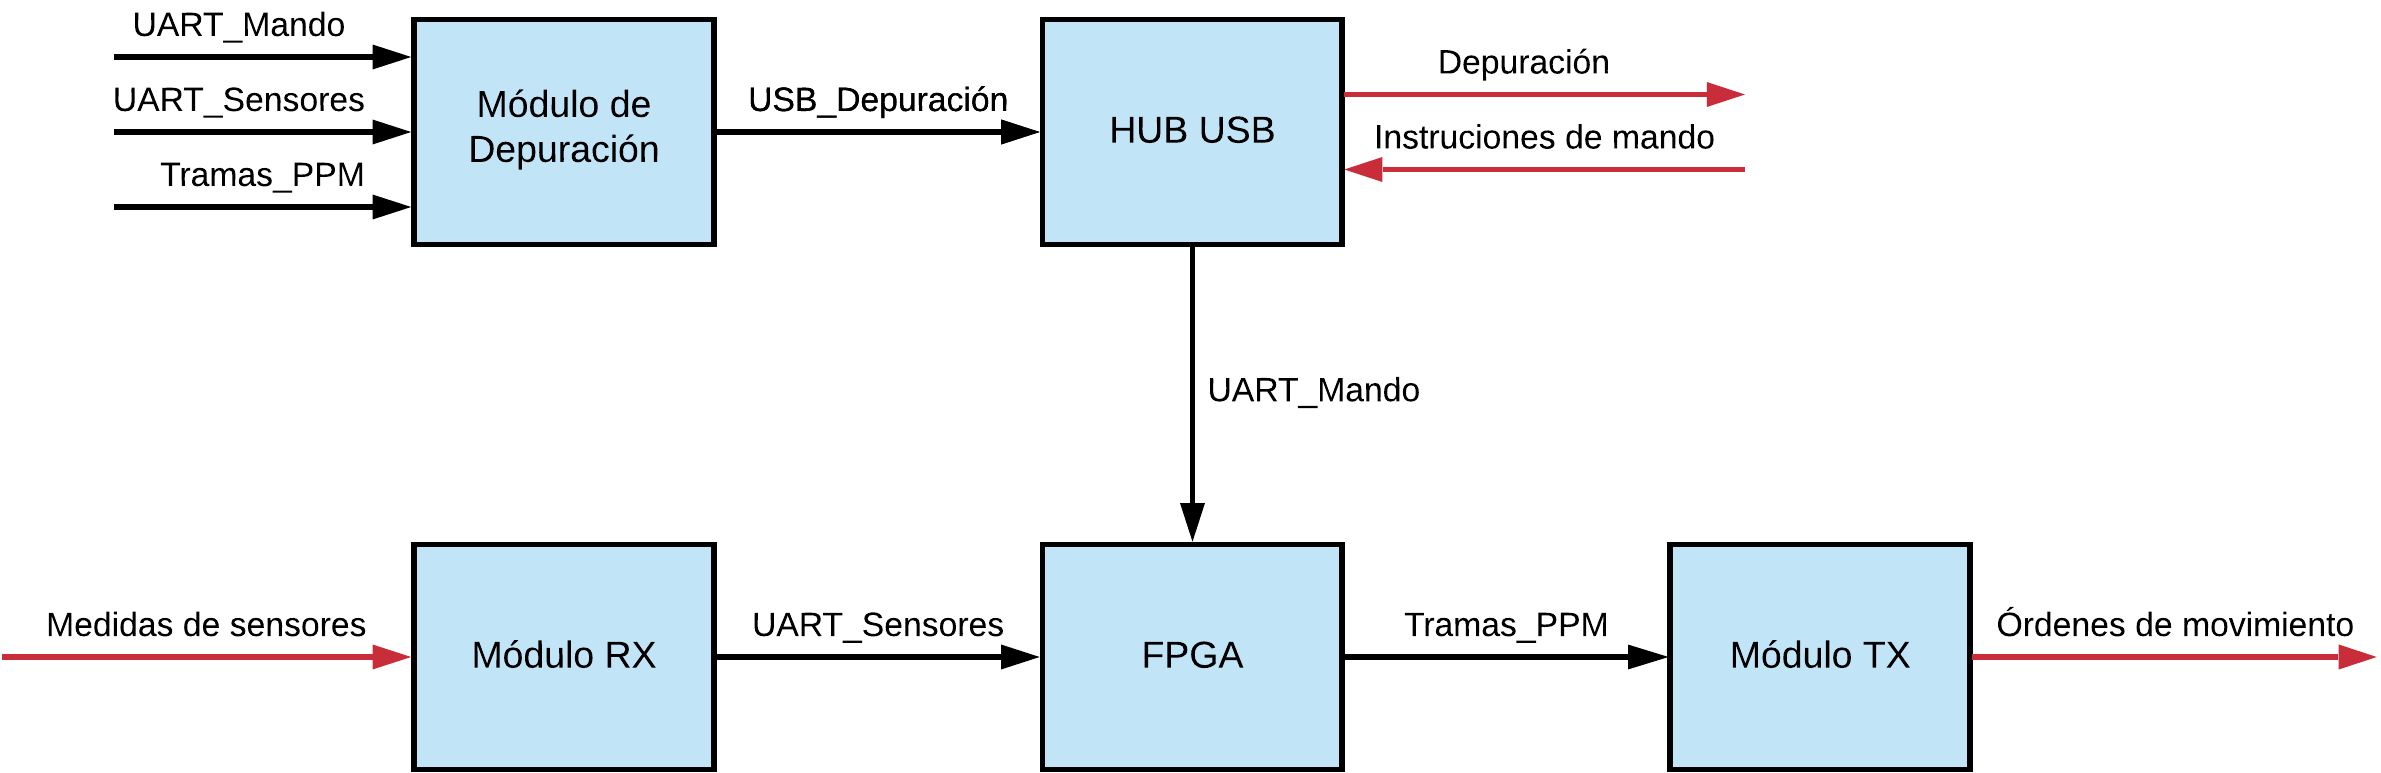 UART_Mando
UART_Sensores
Tramas_PPM
Módulo de
Depuración
USB_Depuración
HUB USB
Depuración
Instruciones de mando
UART_Mando
Medidas de sensores
Módulo RX
UART_Sensores
FPGA
Tramas_PPM
Módulo TX
Órdenes de movimiento